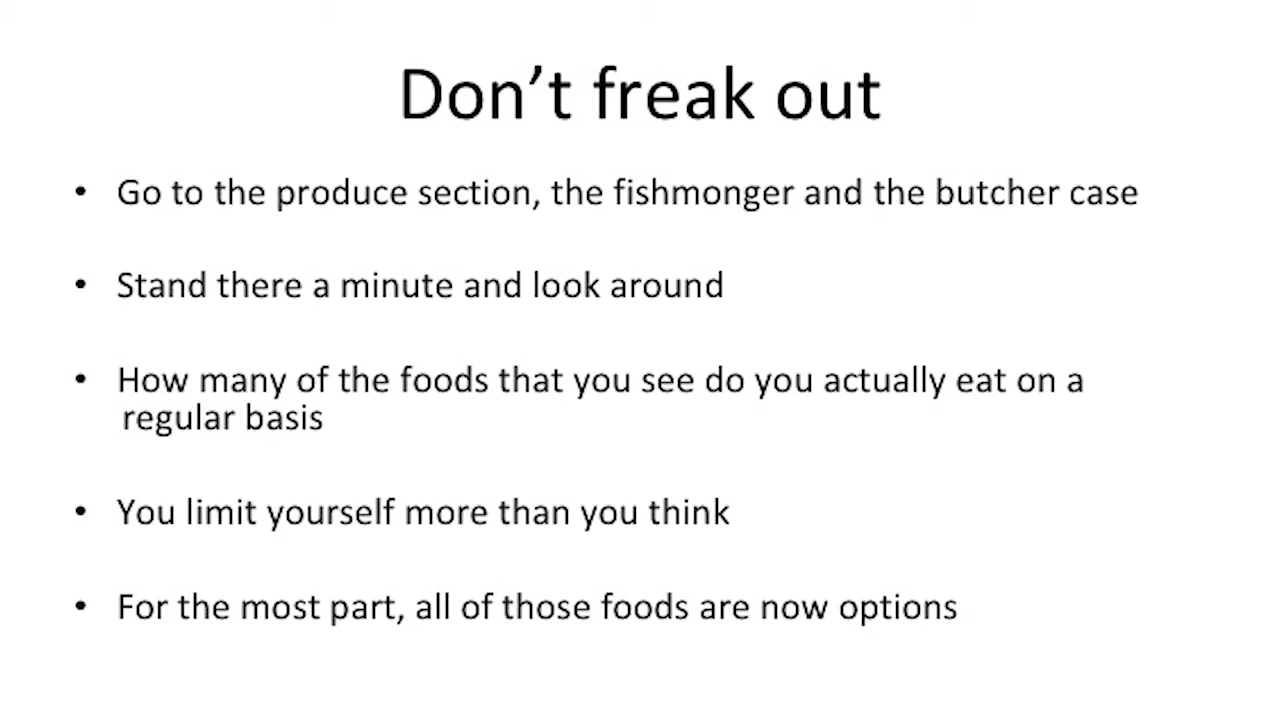 Don’t freak out
• Go to the produce section, the fishmonger and the butcher case
• Stand there a minute and look around
• How many of the foods that you see do you actually eat on a
regular basis
• You limit yourself more than you think
• For the most part, all of those foods are now options